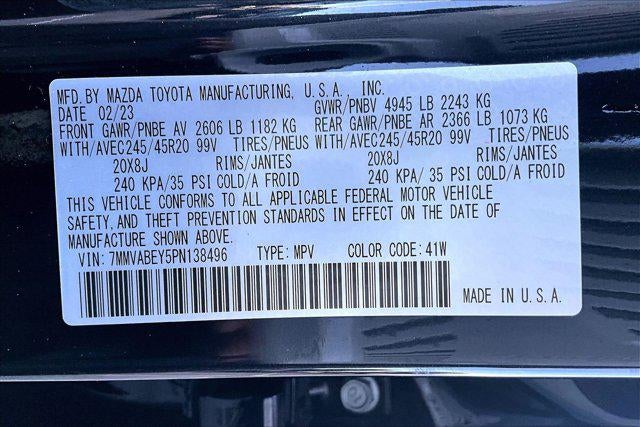 MFD. BY MAZDA TOYOTA MANUFACTURING, U.S.A., INC.
DATE 02/23 GVWR/PNBV 4945 LB 2243 KG
FRONT GAWR/PNBE AV 2606 LB 1182 KG REAR GAWR/PNBE AR 2366 LB 1073 KG
WITH/AVEC245/45R20 99V TIRES/PNEUS WITH/AVEC245/45R20 99V TIRES/PNEUS
20X8J RIMS/JANTES 20X8J RIMS/JANTES
240 KPA/35 PSI COLD/A FROID 240 KPA/35 PSI COLD/A FROID
THIS VEHICLE CONFORMS TO ALL APPLICABLE FEDERAL MOTOR VEHICLE
SAFETY, AND THEFT PREVENTION STANDARDS IN EFFECT ON THE DATE OF
MANUFACTURE SHOWN ABOVE.
VIN: 7MMVABEY5PN138496 TYPE: MPV COLOR CODE: 41W
MADE IN U.S.A.